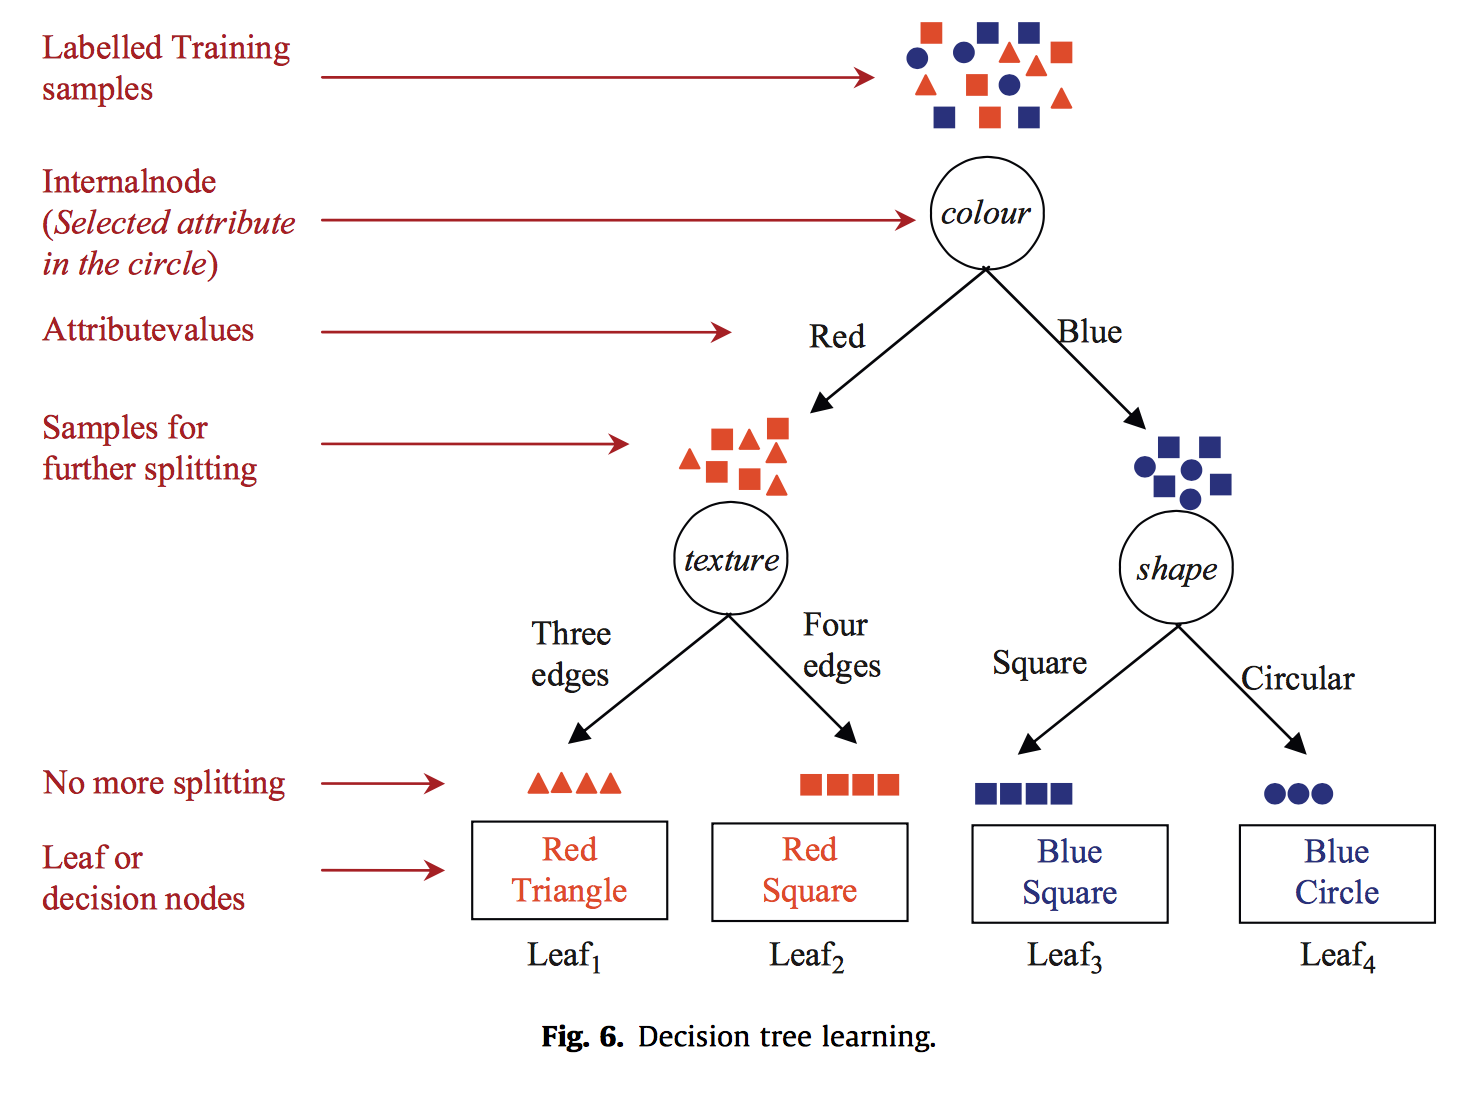 Labelled Training
samples
Internalnode
(Selected attribute
in the circle)
colour
Attributevalues
Red
Blue
Samples for
further splitting
texture
shape
Three
edges
Four
edges
Square
Circular
No more splitting
Leaf or
decision nodes
Red
Triangle
Red
Square
Blue
Square
Blue
Circle
Leaf₁
Leaf₂
Leaf₃
Leaf₄
Fig. 6. Decision tree learning.